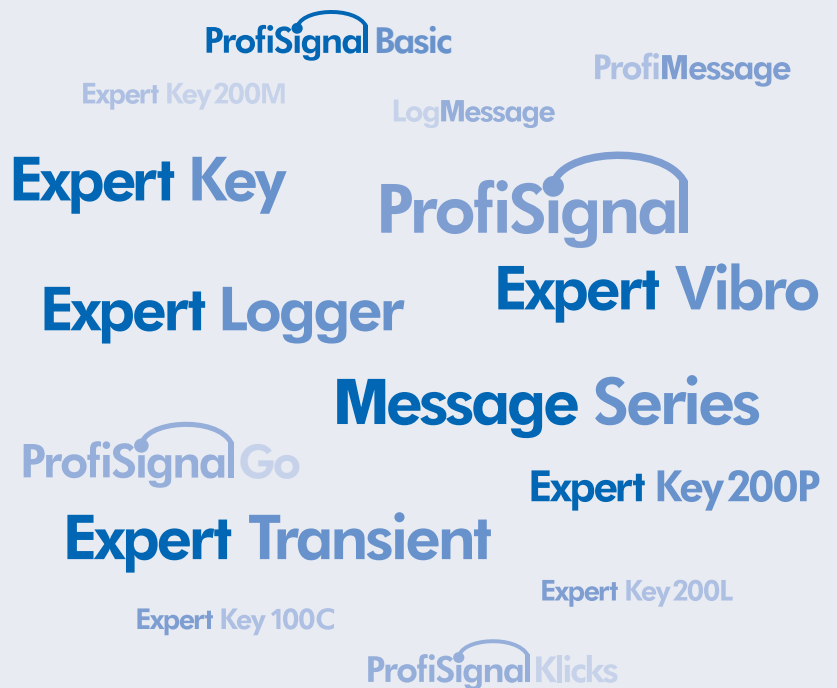 ProfiSignal Basic
ProfiMessage
Expert Key 200M
LogMessage
Expert Key
ProfiSignal
Expert Vibro
Expert Logger
Message Series
ProfiSignal Go
Expert Key 200P
Expert Transient
Expert Key 200L
Expert Key 100C
ProfiSignal Klicks